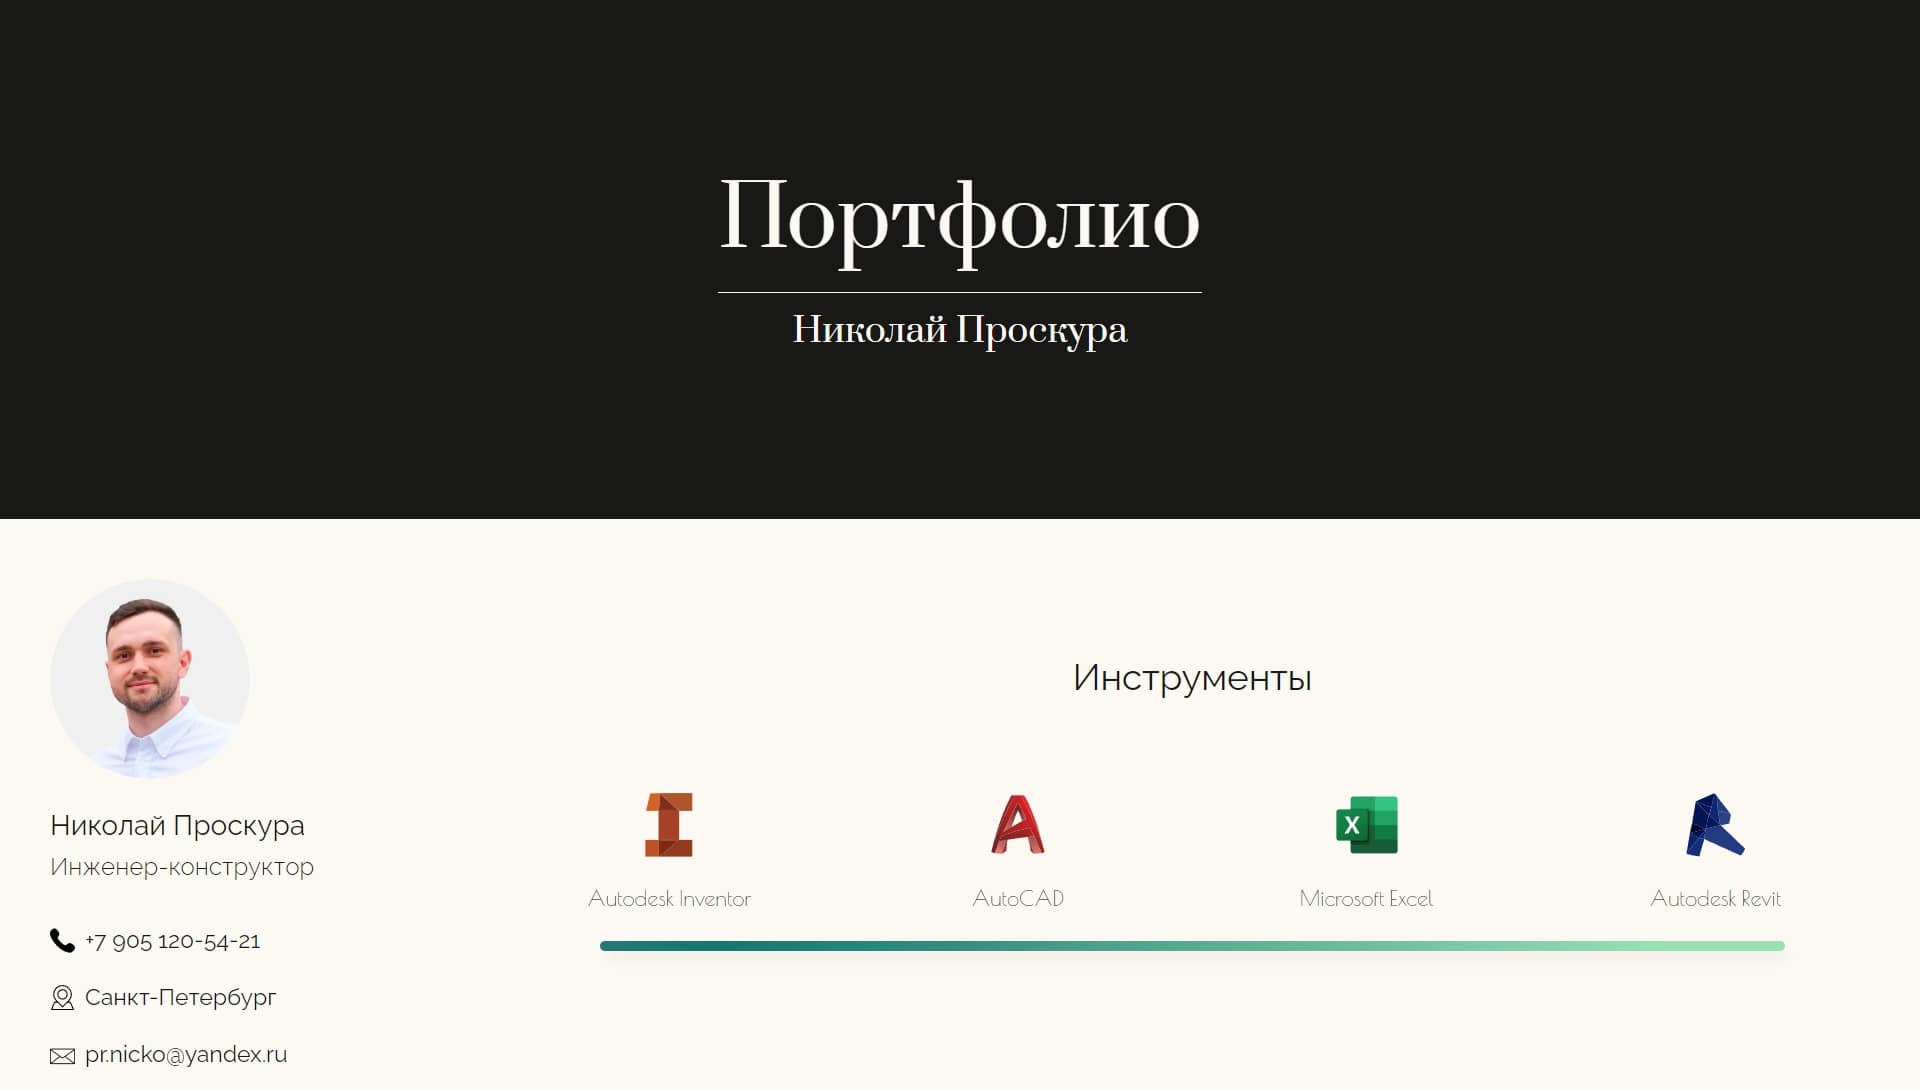 Портфолио
Николай Проскура
Николай Проскура
Инженер-конструктор
+7 905 120-54-21
Санкт-Петербург
pr.nicko@yandex.ru
Инструменты
Autodesk Inventor
AutoCAD
Microsoft Excel
Autodesk Revit